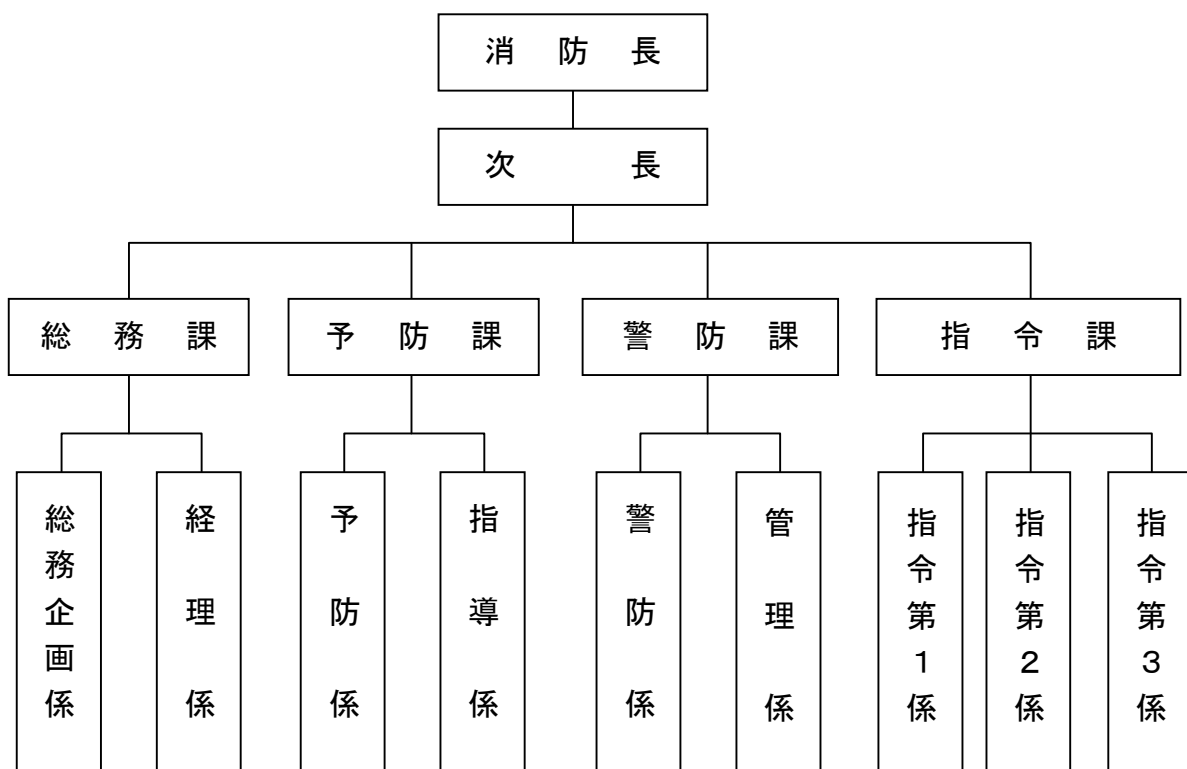 消防長
次長
総務課
予防課
警防課
指令課
総務企画係
経理係
予防係
指導係
警防係
管理係
指令第1係
指令第2係
指令第3係